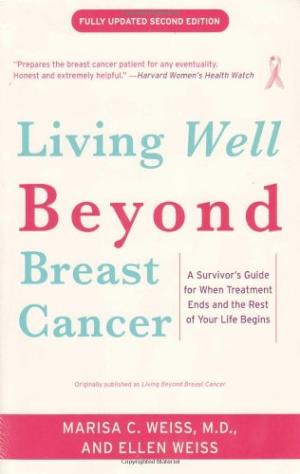 FULLY UPDATED SECOND EDITION
"Prepares the breast cancer patient for any eventuality.
Honest and extremely helpful." —Harvard Women's Health Watch
Living Well
Beyond
Breast
Cancer
A Survivor's Guide
for When Treatment
Ends and the Rest
of Your Life Begins
Originally published as Living Beyond Breast Cancer
MARISA C. WEISS, M.D.,
AND ELLEN WEISS
Copyrighted Material